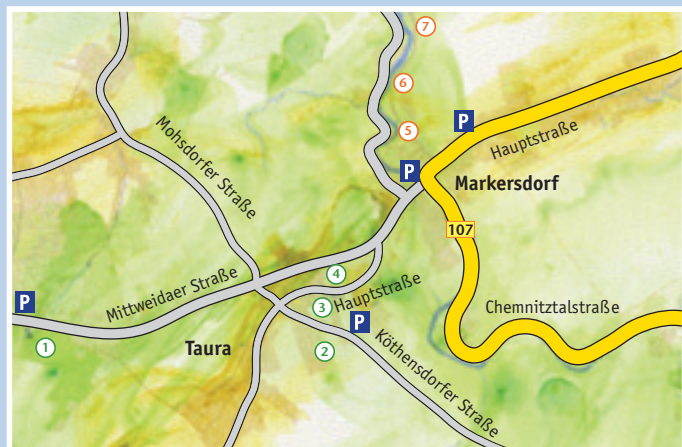 7
6
5
P
Hauptstraße
Mohsdorfer Straße
P
Markersdorf
107
4
Mittweidaer Straße
P
3
Hauptstraße
Chemnitztalstraße
P
1
Taura
2
Köthensdorfer Straße